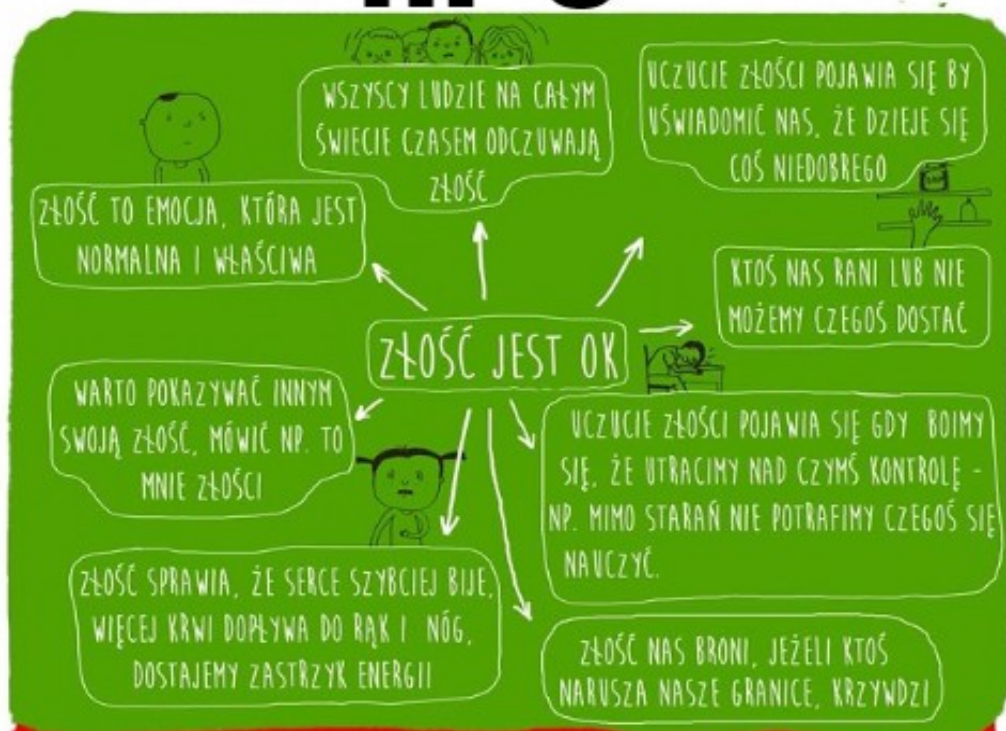 WSZYSCY LUDZIE NA CAŁYM
ŚWIECIE CZASEM ODCZUWAJĄ
ZŁOŚĆ
UCZUCIE ZŁOŚCI POJAWIA SIĘ BY
UŚWIADOMIĆ NAS, ŻE DZIEJE SIĘ
COŚ NIEDOBREGO
ZŁOŚĆ TO EMOCJA, KTÓRA JEST
NORMALNA I WŁAŚCIWA
KTOŚ NAS RANI LUB NIE
MOŻEMY CZEGOŚ DOSTAĆ
ZŁOŚĆ JEST OK
WARTO POKAZYWAĆ INNYM
SWOJĄ ZŁOŚĆ, MÓWIĆ NP. TO
MNIE ZŁOŚCI
UCZUCIE ZŁOŚCI POJAWIA SIĘ GDY BOIMY
SIĘ, ŻE UTRACIMY NAD CZYMŚ KONTROLĘ -
NP. MIMO STARAŃ NIE POTRAFIMY CZEGOŚ SIĘ
NAUCZYĆ.
ZŁOŚĆ SPRAWIA, ŻE SERCE SZYBCIEJ BIJE,
WIĘCEJ KRWI DOPŁYWA DO RĄK I NÓG,
DOSTAJEMY ZASTRZYK ENERGII
ZŁOŚĆ NAS BRONI, JEŻELI KTOŚ
NARUSZA NASZE GRANICE, KRZYWDZI